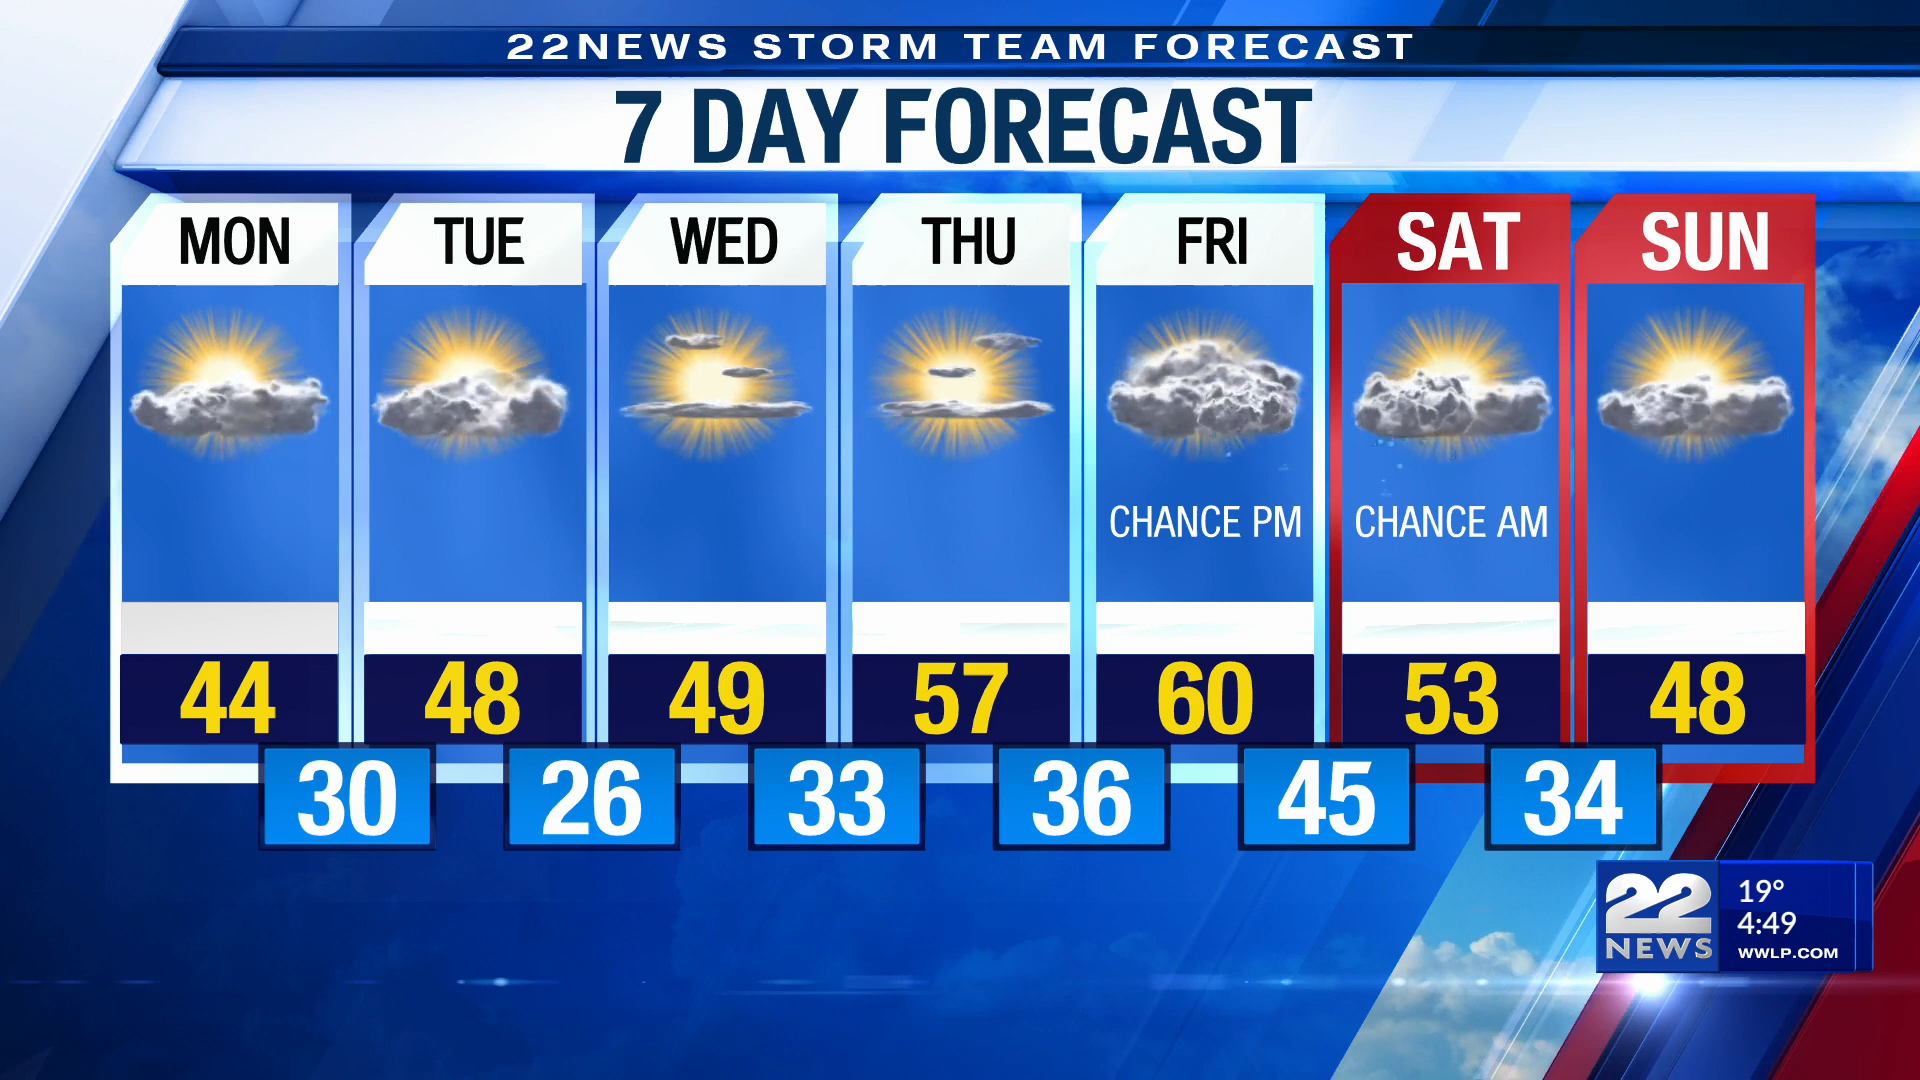 22NEWS STORM TEAM FORECAST
7 DAY FORECAST
MON TUE WED THU FRI SAT SUN
CHANCE PM CHANCE AM
44 48 49 57 60 53 48
30 26 33 36 45 34
22
NEWS
19°
4:49
WWLP.COM